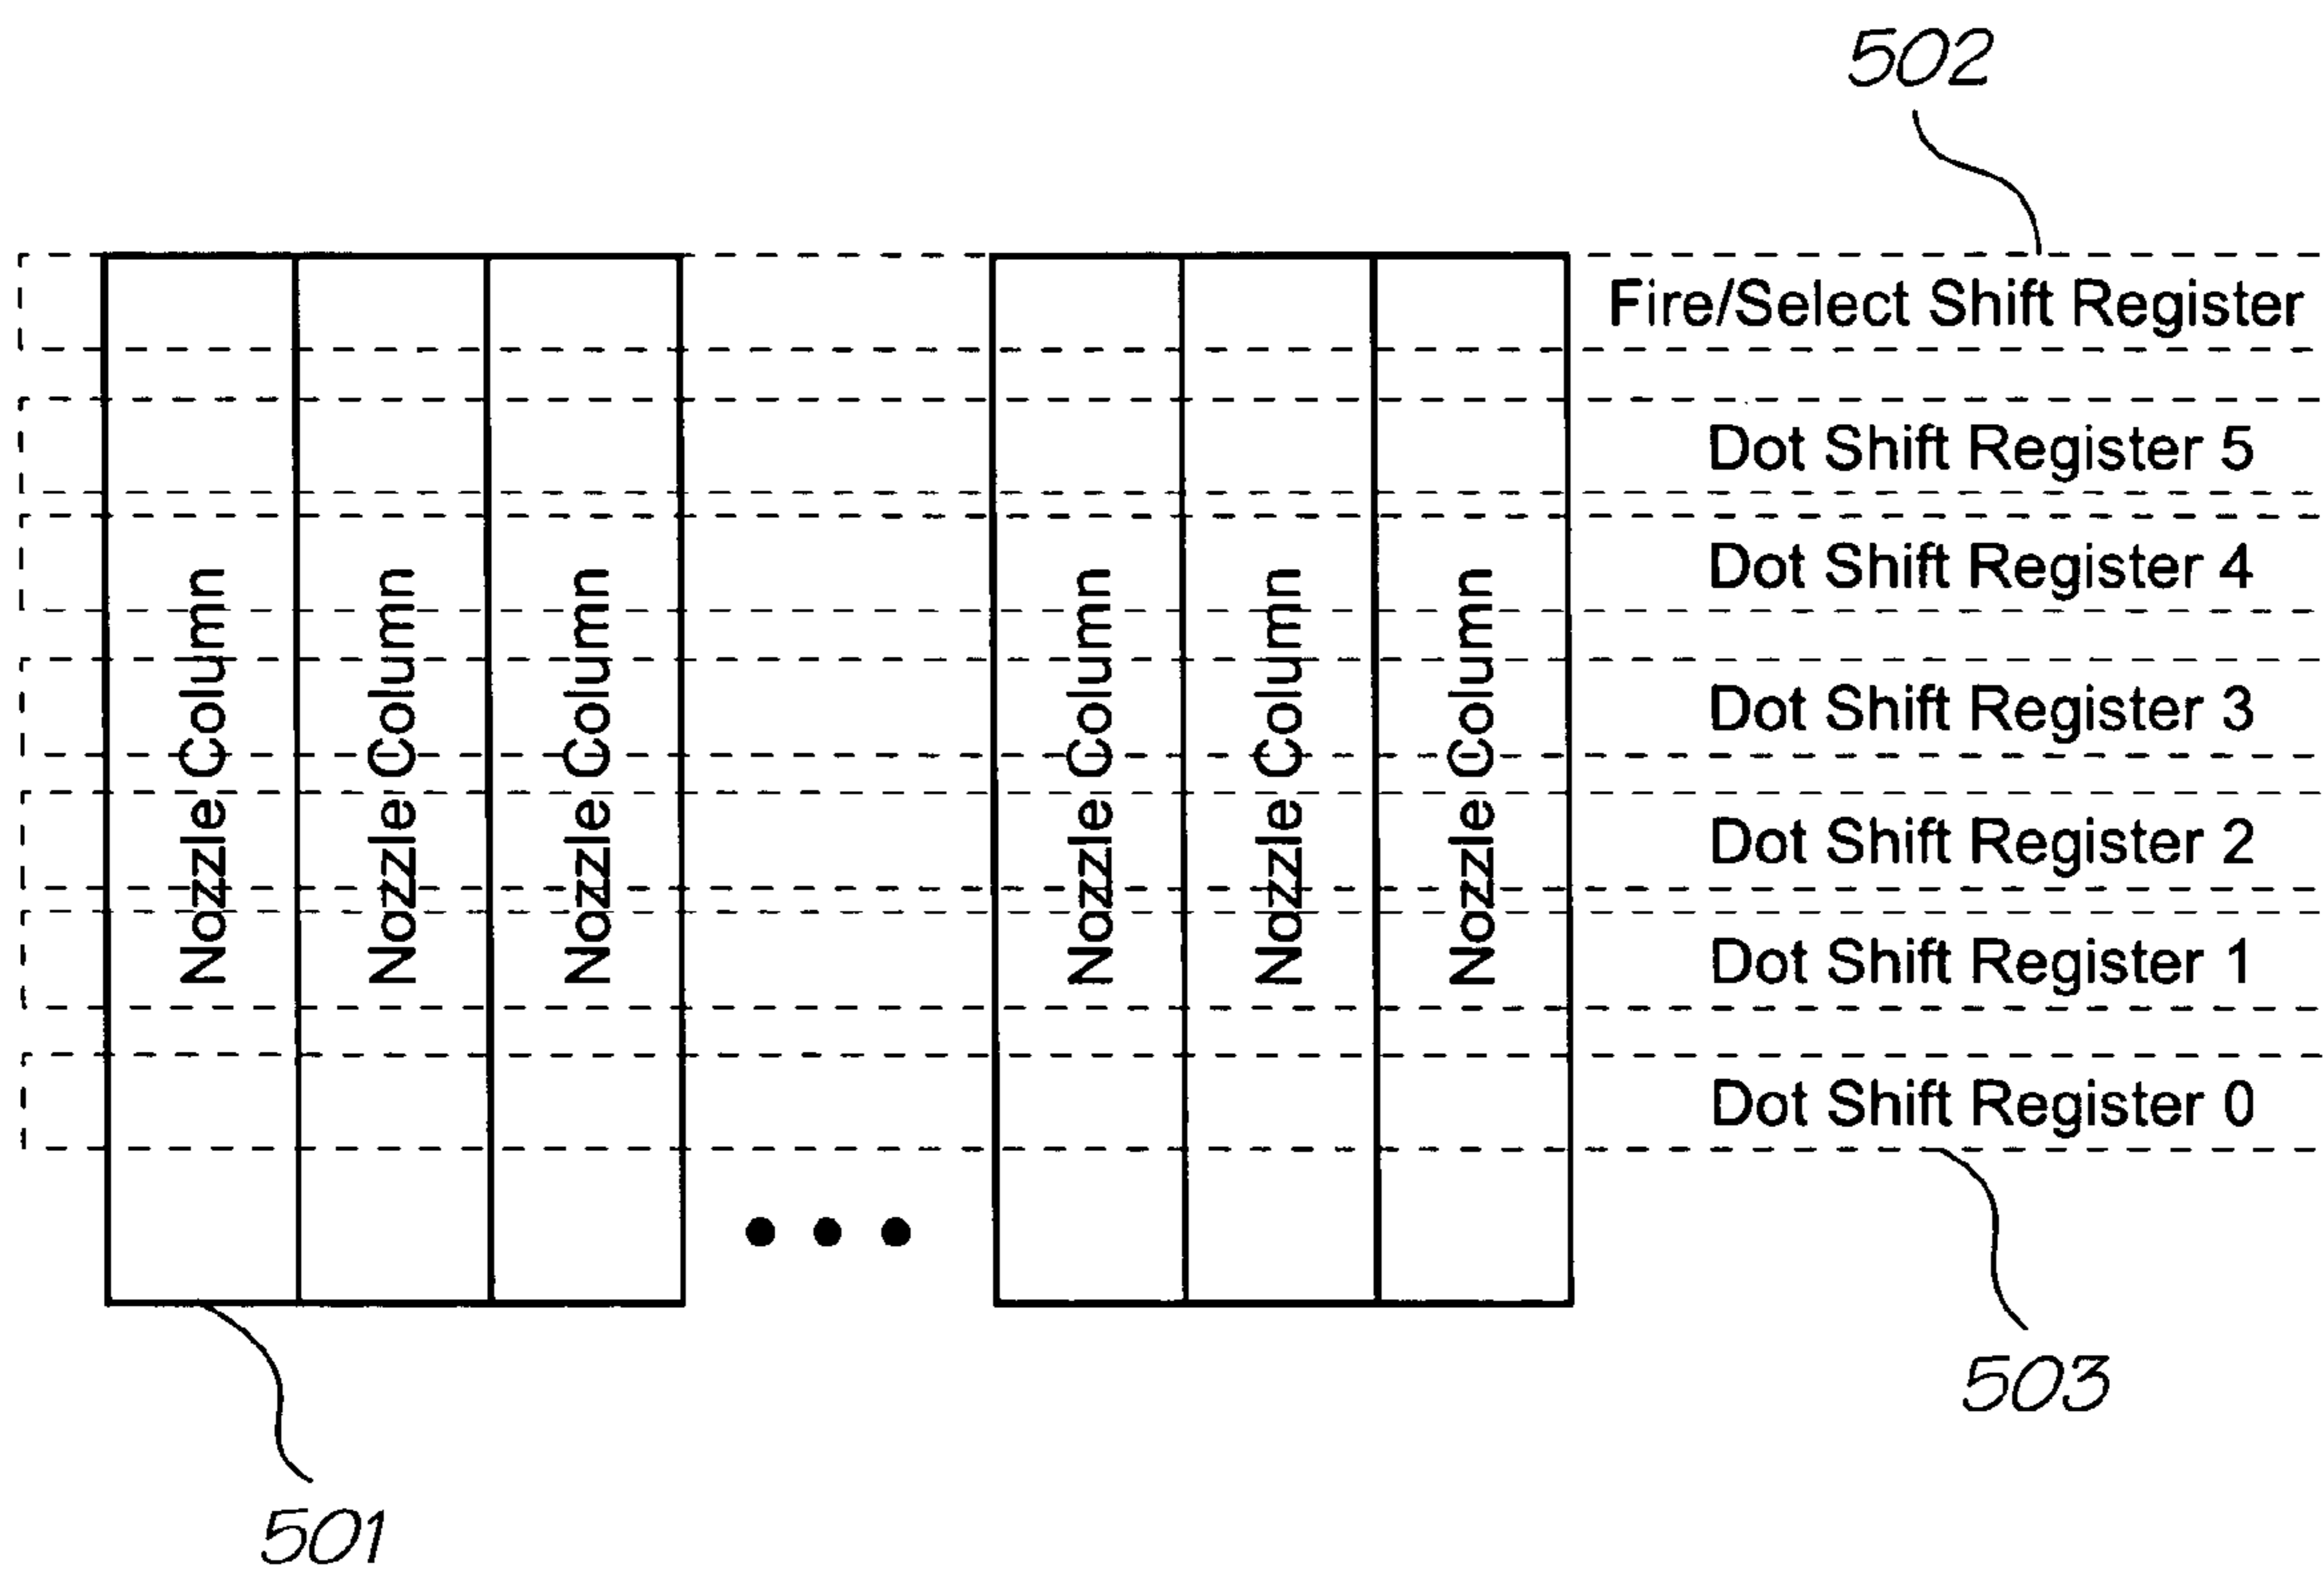 502
Fire/Select Shift Register
Dot Shift Register 5
Dot Shift Register 4
Dot Shift Register 3
Dot Shift Register 2
Dot Shift Register 1
Dot Shift Register 0
Nozzle Column
Nozzle Column
Nozzle Column
Nozzle Column
Nozzle Column
Nozzle Column
503
501